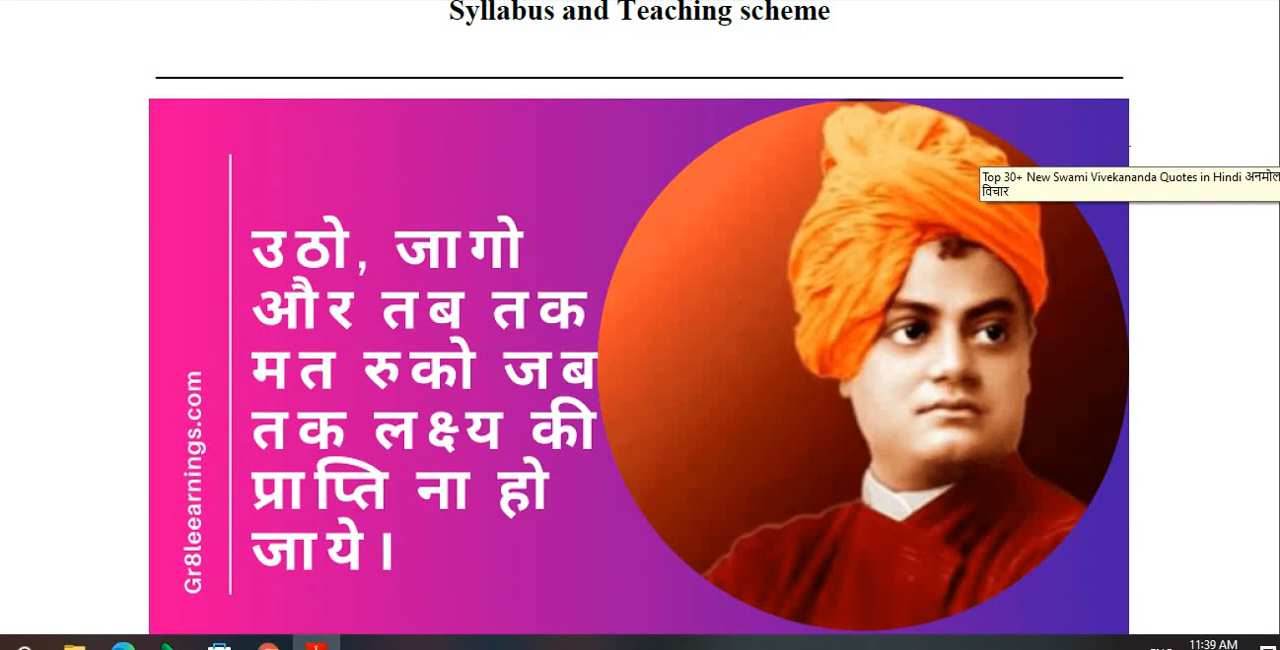 Syllabus and Teaching scheme
उठो, जागो
और तब तक
मत रुको जब
तक लक्ष्य की
प्राप्ति ना हो
जाये।
Gr8leearnings.com
Top 30+ New Swami Vivekananda Quotes in Hindi अनमोल
विचार
11:39 AM